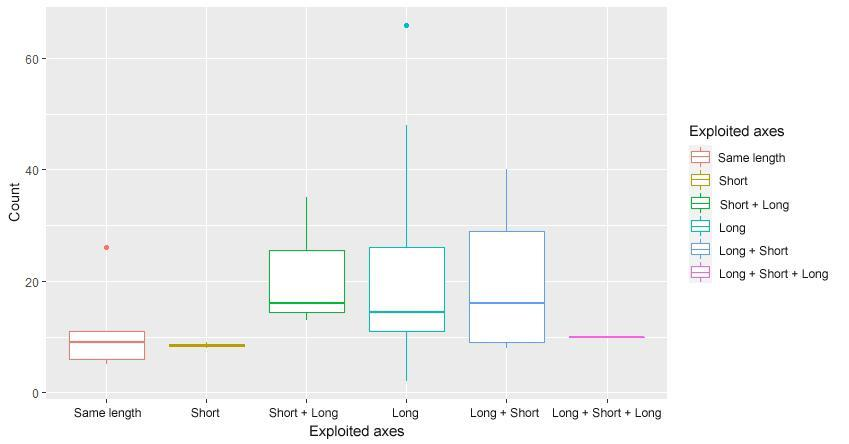 60
40
20
0
Count
Same length
Short
Short + Long
Long
Long + Short
Long + Short + Long
Exploited axes
Exploited axes
Same length
Short
Short + Long
Long
Long + Short
Long + Short + Long